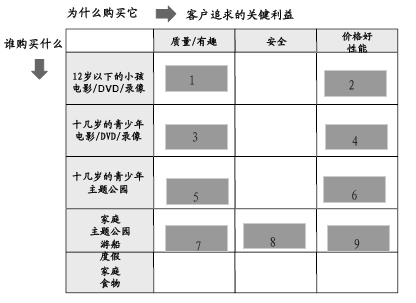 为什么购买它 客户追求的关键利益
谁购买什么
质量/有趣 安全 价格好
性能
12岁以下的小孩
电影/DVD/录像
1 2
十几岁的青少年
电影/DVD/录像
3 4
十几岁的青少年
主题公园
5 6
家庭
主题公园
游船
度假
7 8 9
家庭
食物